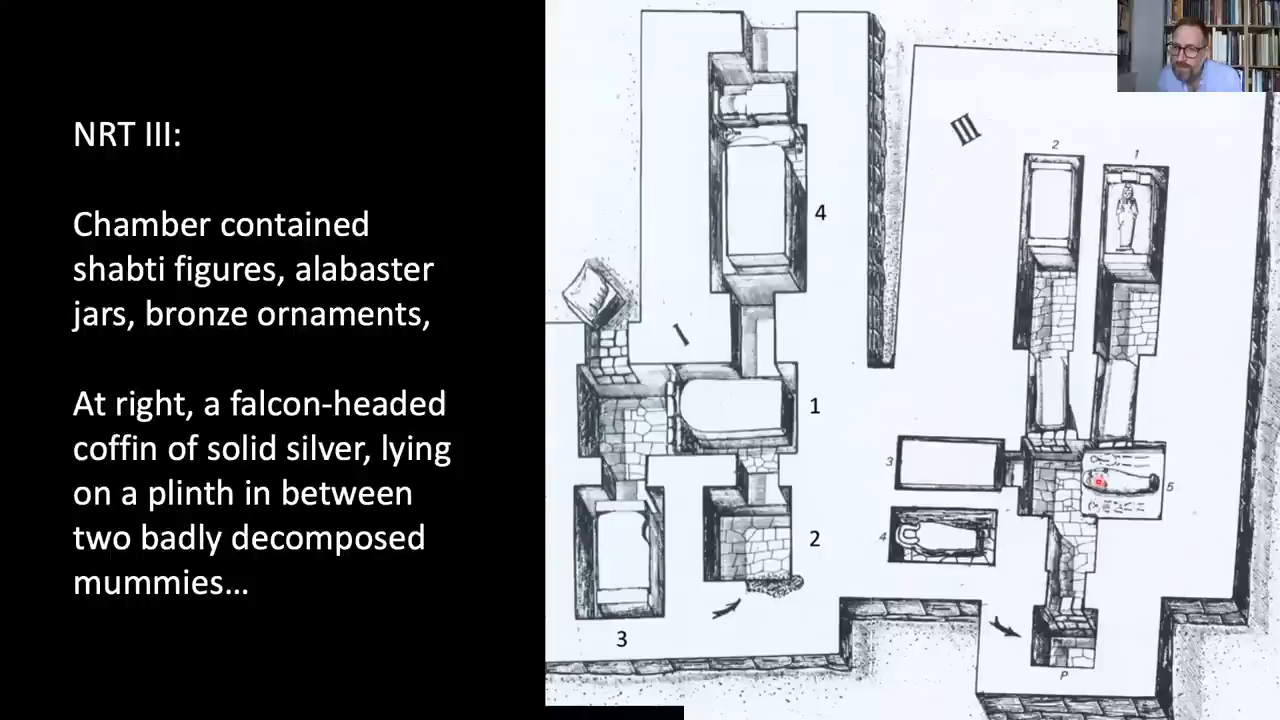 NRT III:
Chamber contained
shabti figures, alabaster
jars, bronze ornaments,
At right, a falcon-headed
coffin of solid silver, lying
on a plinth in between
two badly decomposed
mummies…
4
I
1
2
3
III
2
1
3
5
4
P